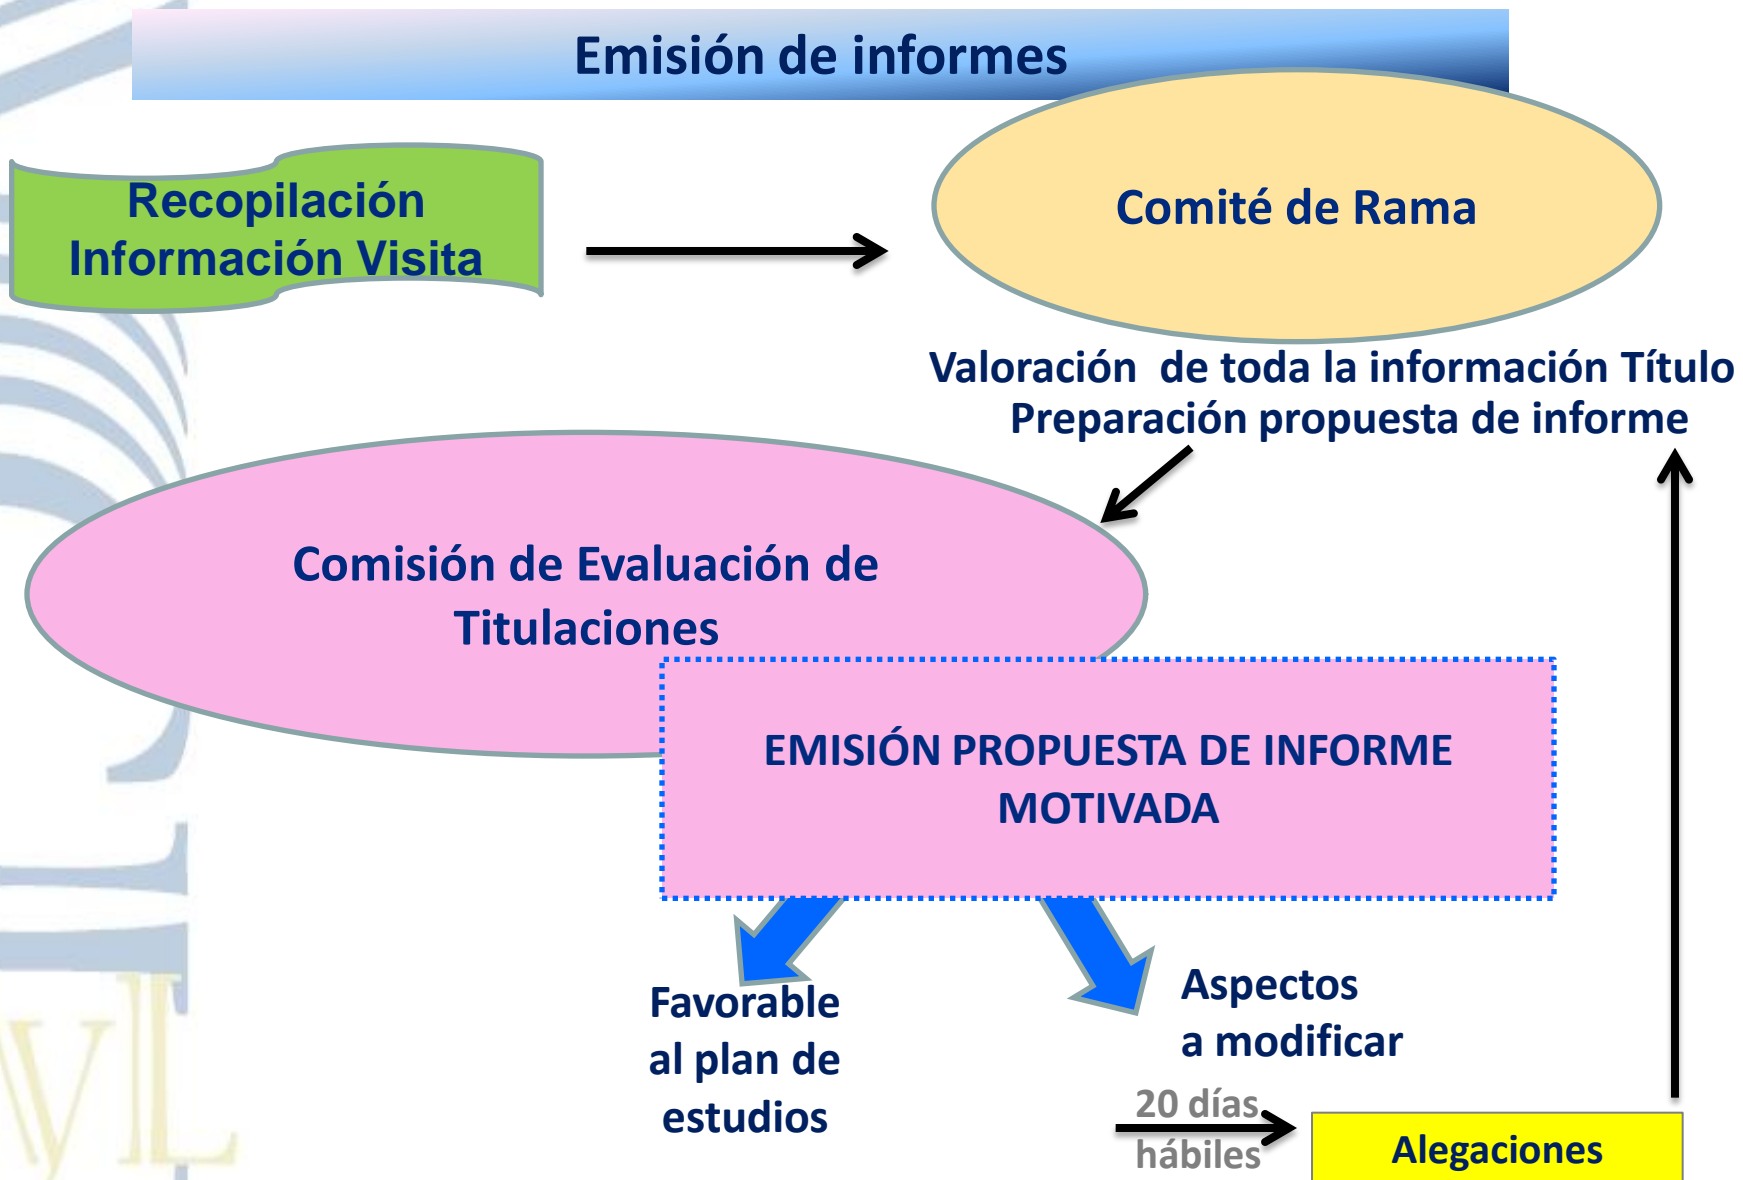 Emisión de informes
Recopilación
Información Visita
Comité de Rama
Valoración de toda la información Título
Preparación propuesta de informe
Comisión de Evaluación de
Titulaciones
EMISIÓN PROPUESTA DE INFORME
MOTIVADA
Favorable
al plan de
estudios
Aspectos
a modificar
20 días
hábiles
Alegaciones